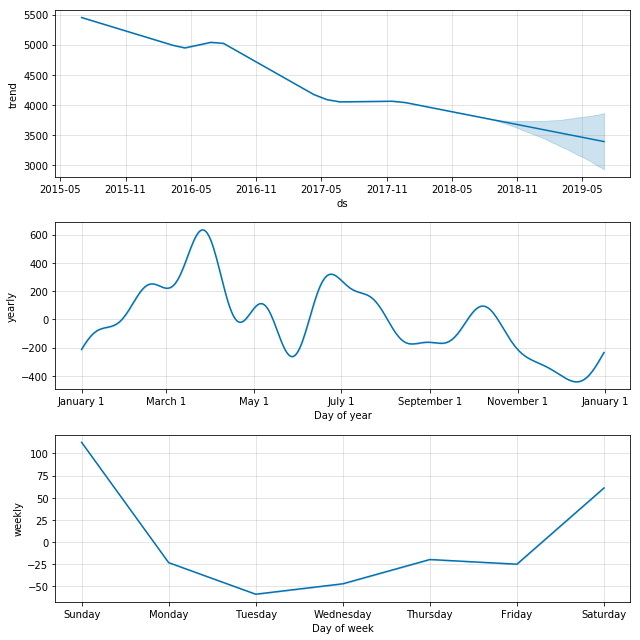 5500
5000
4500
4000
3500
3000
trend
2015-05 2015-11 2016-05 2016-11 2017-05 2017-11 2018-05 2018-11 2019-05
ds
600
400
200
0
−200
−400
yearly
January 1 March 1 May 1 July 1 September 1 November 1 January 1
Day of year
100
75
50
25
0
−25
−50
weekly
Sunday Monday Tuesday Wednesday Thursday Friday Saturday
Day of week